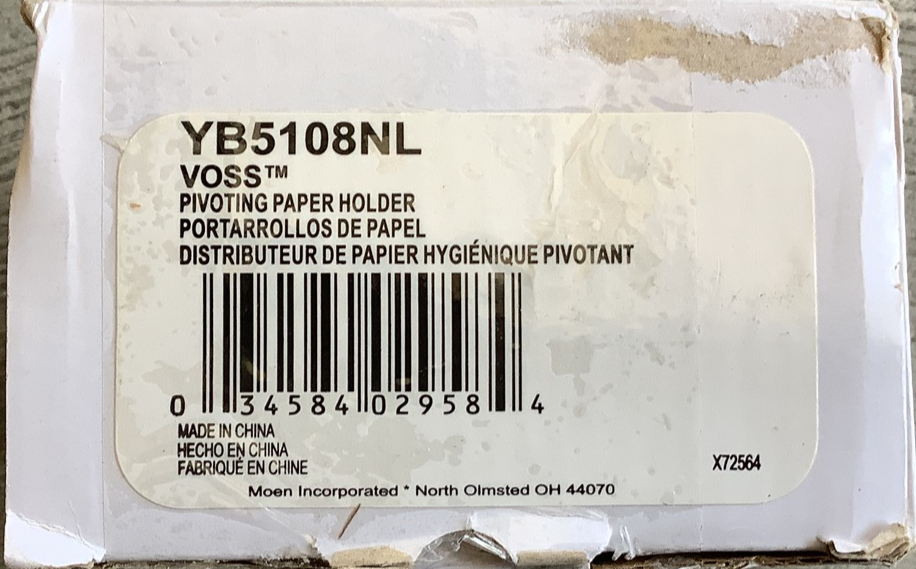 YB5108NL
VOSS™
PIVOTING PAPER HOLDER
PORTARROLLOS DE PAPEL
DISTRIBUTEUR DE PAPIER HYGIÉNIQUE PIVOTANT
0 34584 02958 4
MADE IN CHINA
HECHO EN CHINA
FABRIQUÉ EN CHINE
X72564
Moen Incorporated * North Olmsted OH 44070